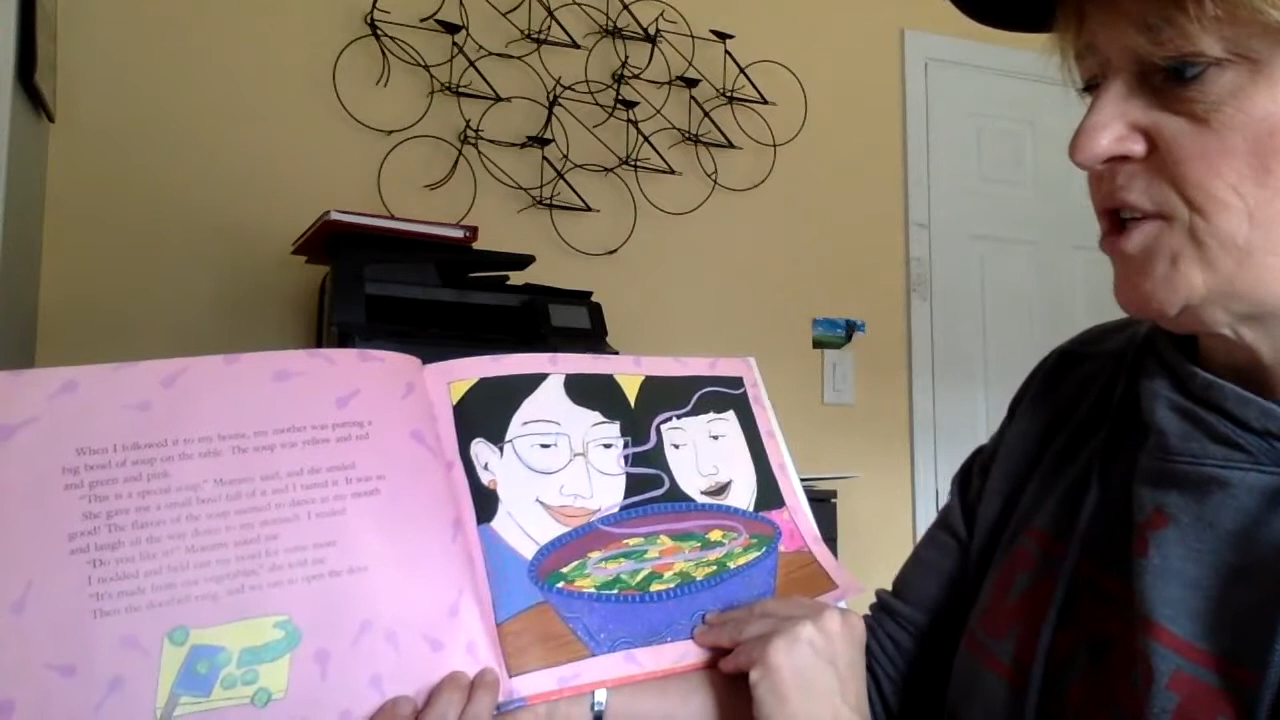 When I followed it to my house, my mother was putting a
big bowl of soup on the table. The soup was yellow and red
and green and pink.
"This is a special soup," Mommy said, and she smiled.
She gave me a small bowl full of it and I tasted it. It was so
good! The flavors of the soup seemed to dance in my mouth
and laugh all the way down to my stomach. I smiled.
"Do you like it?" Mommy asked me.
I nodded and held out my bowl for some more.
"It's made from our vegetables," she told me.
Then the doorbell rang, and we ran to open the door.